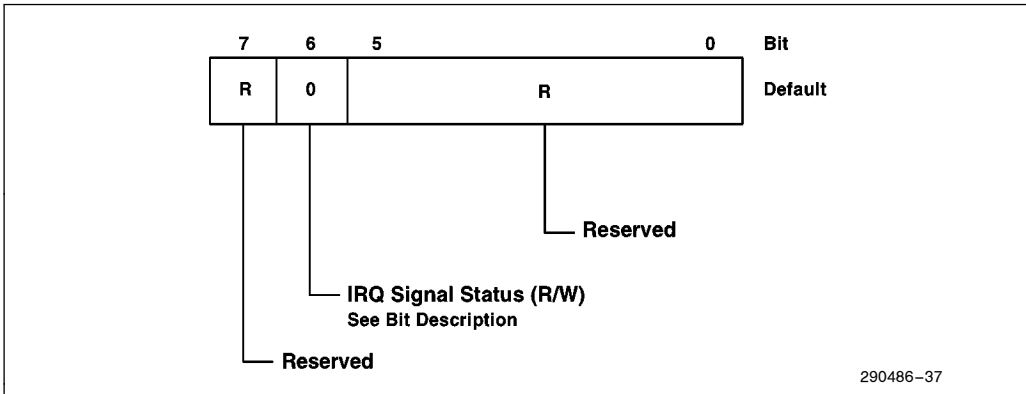 7 6 5 0 Bit
R 0 R Default
Reserved
IRQ Signal Status (R/W)
See Bit Description
Reserved
290486–37